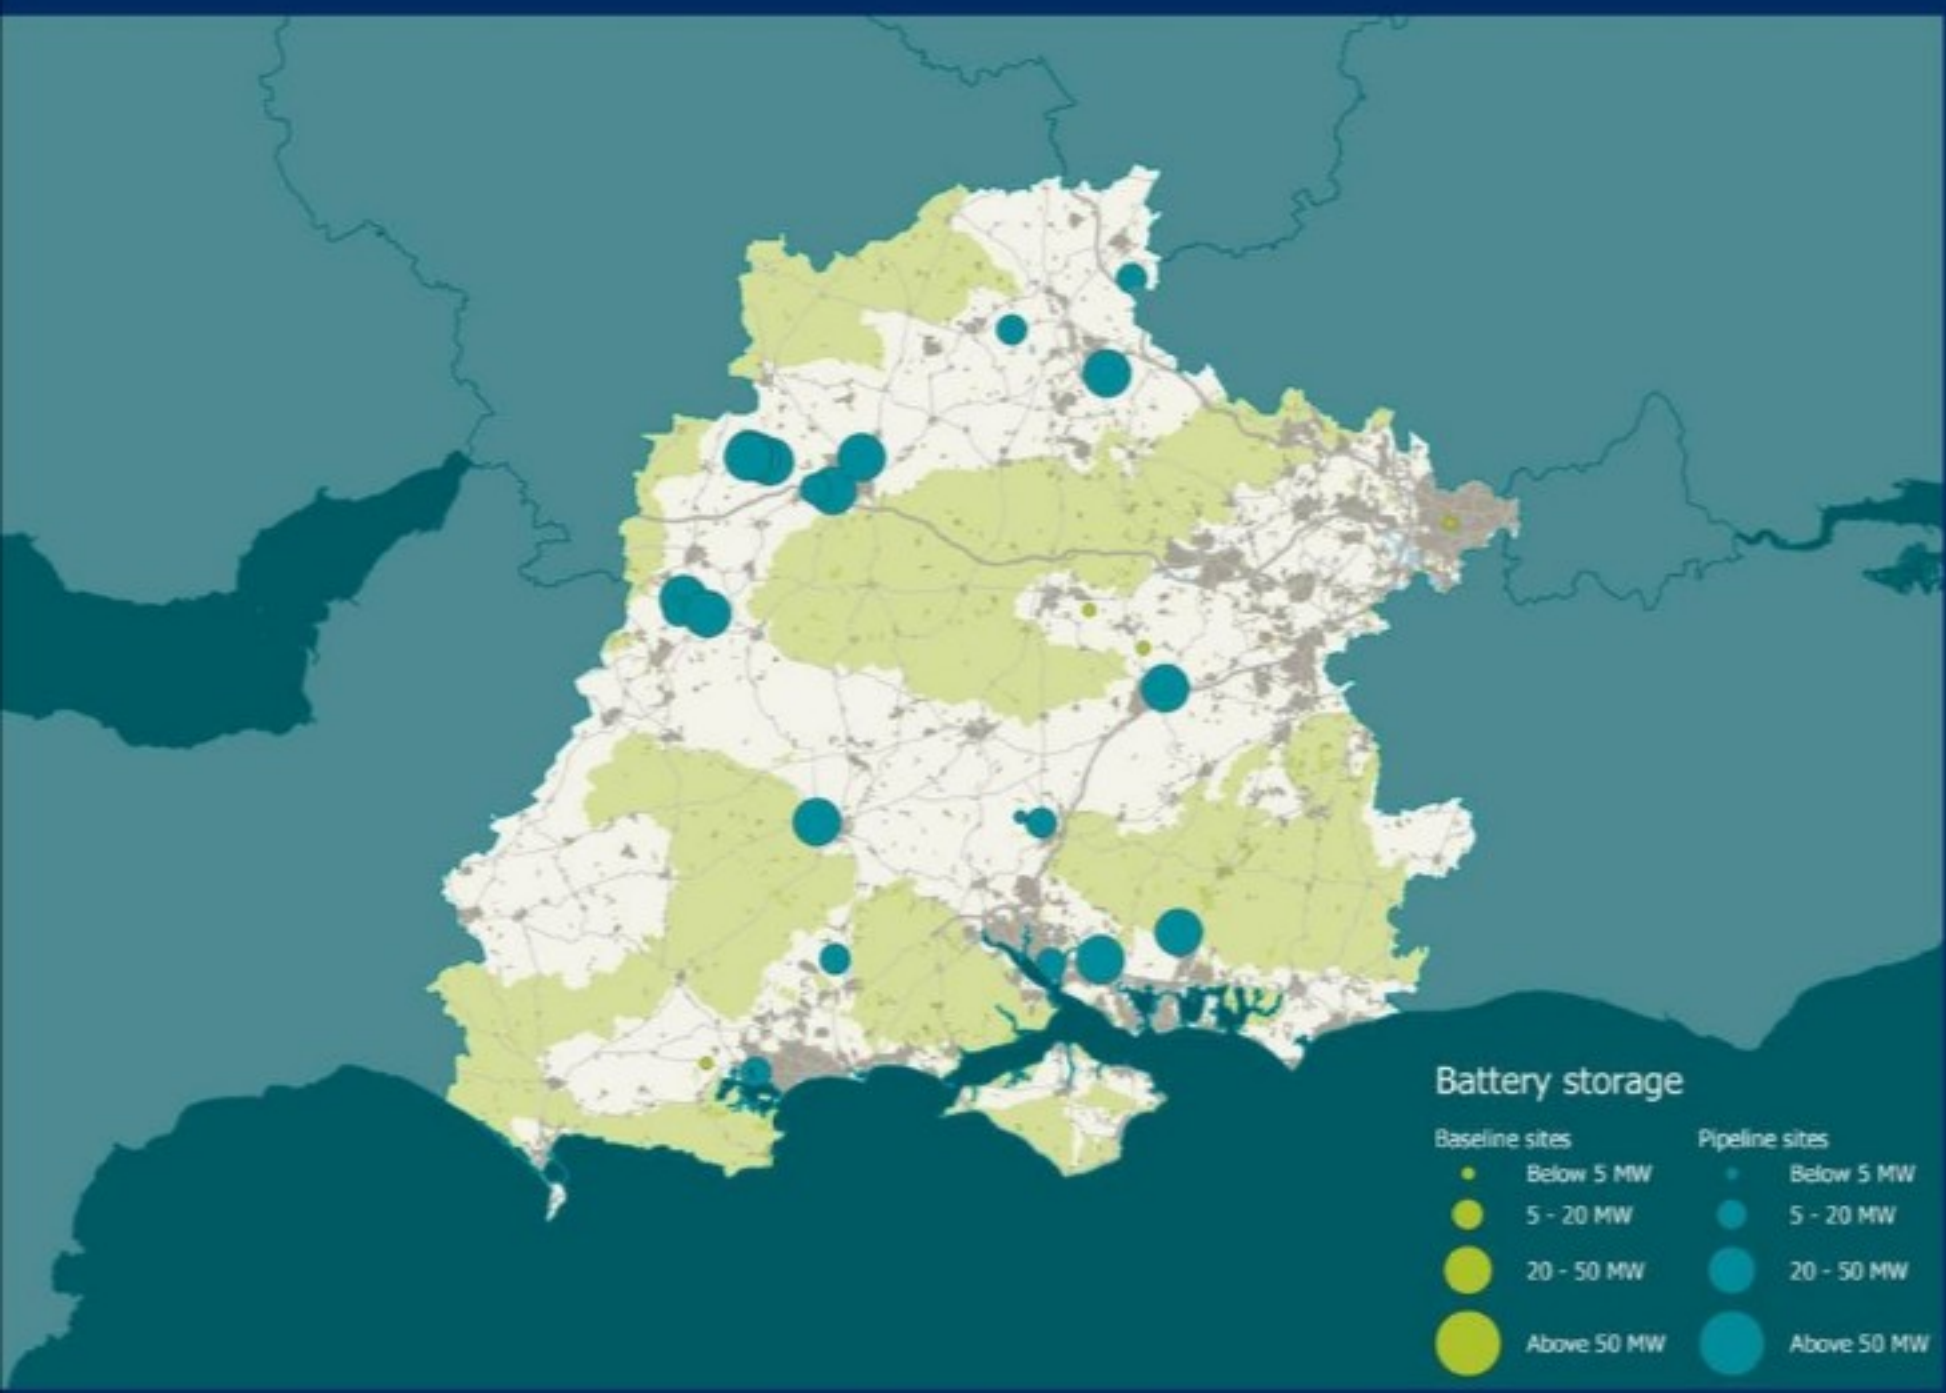 Battery storage
Baseline sites Pipeline sites
Below 5 MW Below 5 MW
5 - 20 MW 5 - 20 MW
20 - 50 MW 20 - 50 MW
Above 50 MW Above 50 MW